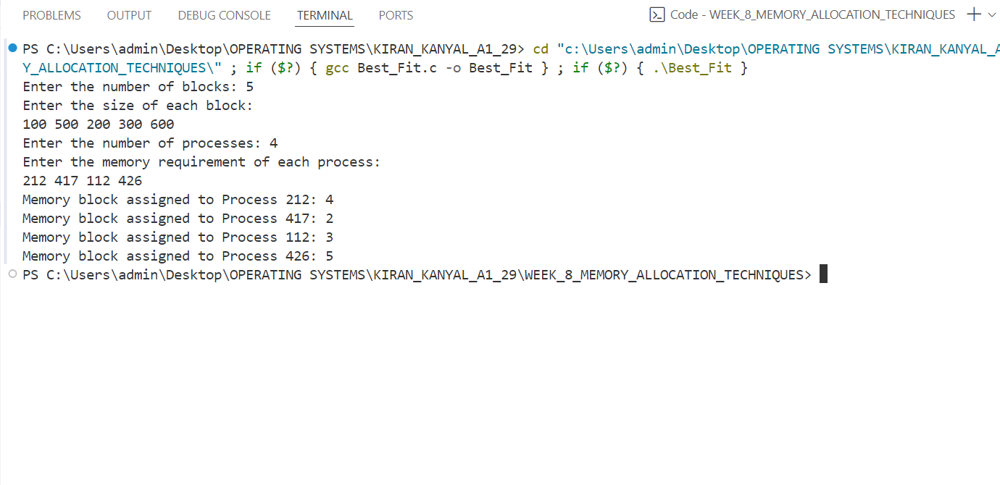 PROBLEMS OUTPUT DEBUG CONSOLE TERMINAL PORTS Code - WEEK_8_MEMORY_ALLOCATION_TECHNIQUES
PS C:\Users\admin\Desktop\OPERATING SYSTEMS\KIRAN_KANYAL_A1_29> cd "c:\Users\admin\Desktop\OPERATING SYSTEMS\KIRAN_KANYAL_A
Y_ALLOCATION_TECHNIQUES\" ; if ($?) { gcc Best_Fit.c -o Best_Fit } ; if ($?) { .\Best_Fit }
Enter the number of blocks: 5
Enter the size of each block:
100 500 200 300 600
Enter the number of processes: 4
Enter the memory requirement of each process:
212 417 112 426
Memory block assigned to Process 212: 4
Memory block assigned to Process 417: 2
Memory block assigned to Process 112: 3
Memory block assigned to Process 426: 5
PS C:\Users\admin\Desktop\OPERATING SYSTEMS\KIRAN_KANYAL_A1_29\WEEK_8_MEMORY_ALLOCATION_TECHNIQUES>